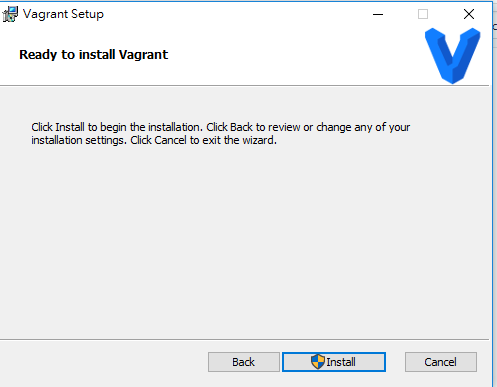 Vagrant Setup
Ready to install Vagrant
Click Install to begin the installation. Click Back to review or change any of your
installation settings. Click Cancel to exit the wizard.
Back
Install
Cancel